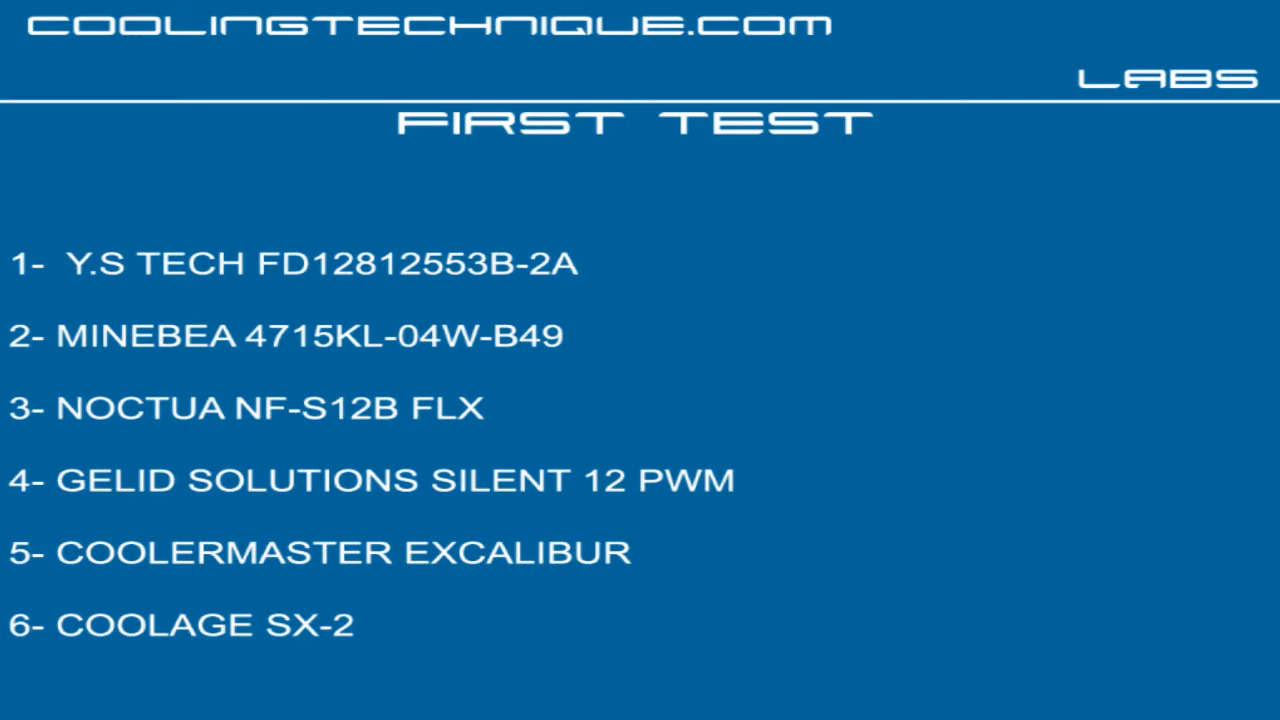 COOLINGTECHNIQUE.COM
LABS
FIRST TEST
1- Y.S TECH FD12812553B-2A
2- MINEBEA 4715KL-04W-B49
3- NOCTUA NF-S12B FLX
4- GELID SOLUTIONS SILENT 12 PWM
5- COOLERMASTER EXCALIBUR
6- COOLAGE SX-2